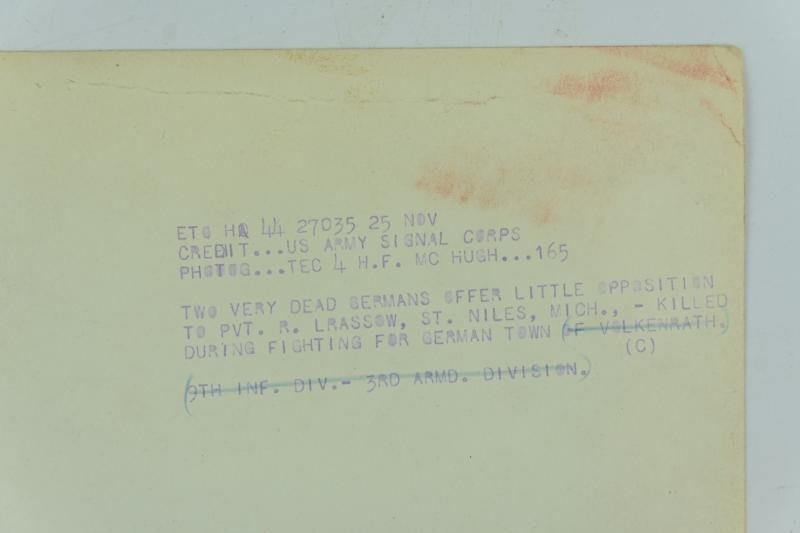 ETO HQ 44 27035 25 NOV
CREDIT...US ARMY SIGNAL CORPS
PHOTOG...TEC 4 H.F. MC HUGH...165
TWO VERY DEAD GERMANS OFFER LITTLE OPPOSITION
TO PVT. R. LRASSOW, ST. NILES, MICH., - KILLED
DURING FIGHTING FOR GERMAN TOWN OF VOLKENRATH.
(C)
9TH INF. DIV.- 3RD ARMD. DIVISION.